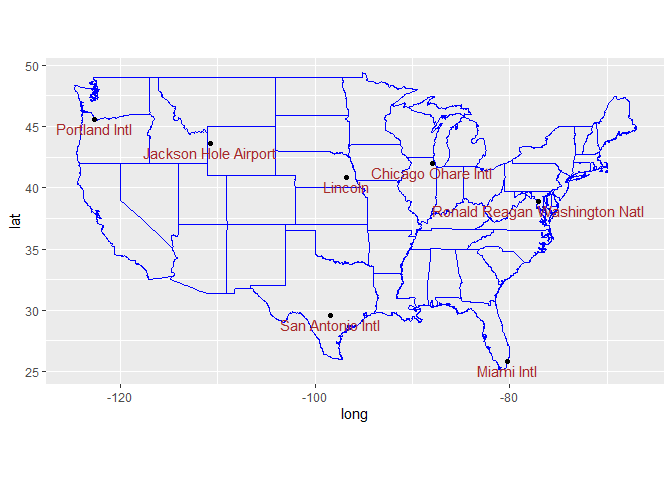 50
45
40
35
30
25
lat
Portland Intl
Jackson Hole Airport
Chicago Ohare Intl
Lincoln
Ronald Reagan Washington Natl
San Antonio Intl
Miami Intl
-120
-100
-80
long